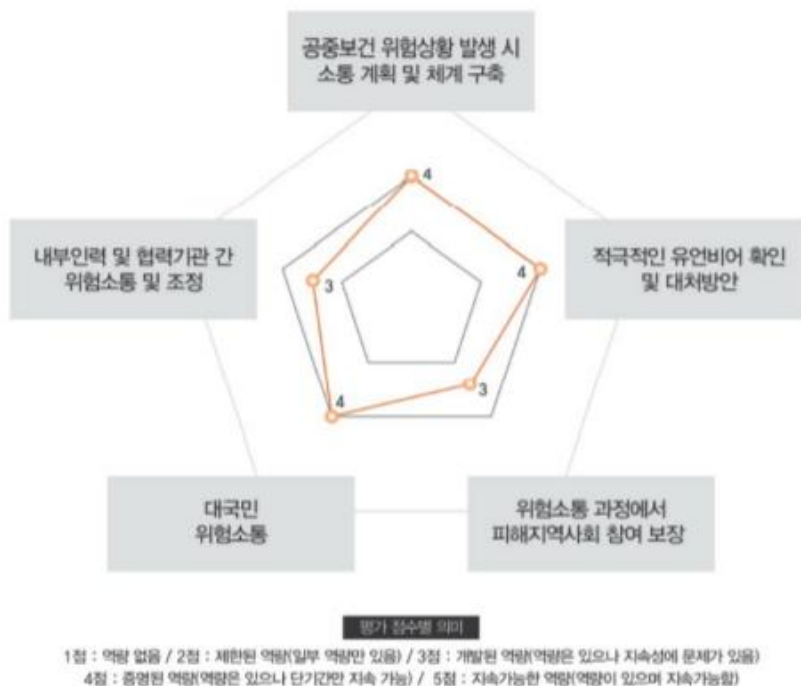 공중보건 위험상황 발생 시
소통 계획 및 체계 구축
4
내부인력 및 협력기관 간
위험소통 및 조정
3
4
적극적인 유언비어 확인
및 대처방안
4
3
대국민
위험소통
위험소통 과정에서
피해지역사회 참여 보장
평가 점수별 의미
1점 : 역량 없음 / 2점 : 제한된 역량(일부 역량만 있음) / 3점 : 개발된 역량(역량은 있으나 지속성에 문제가 있음)
4점 : 증명된 역량(역량은 있으나 단기간만 지속 가능) / 5점 : 지속가능한 역량(역량이 있으며 지속가능함)